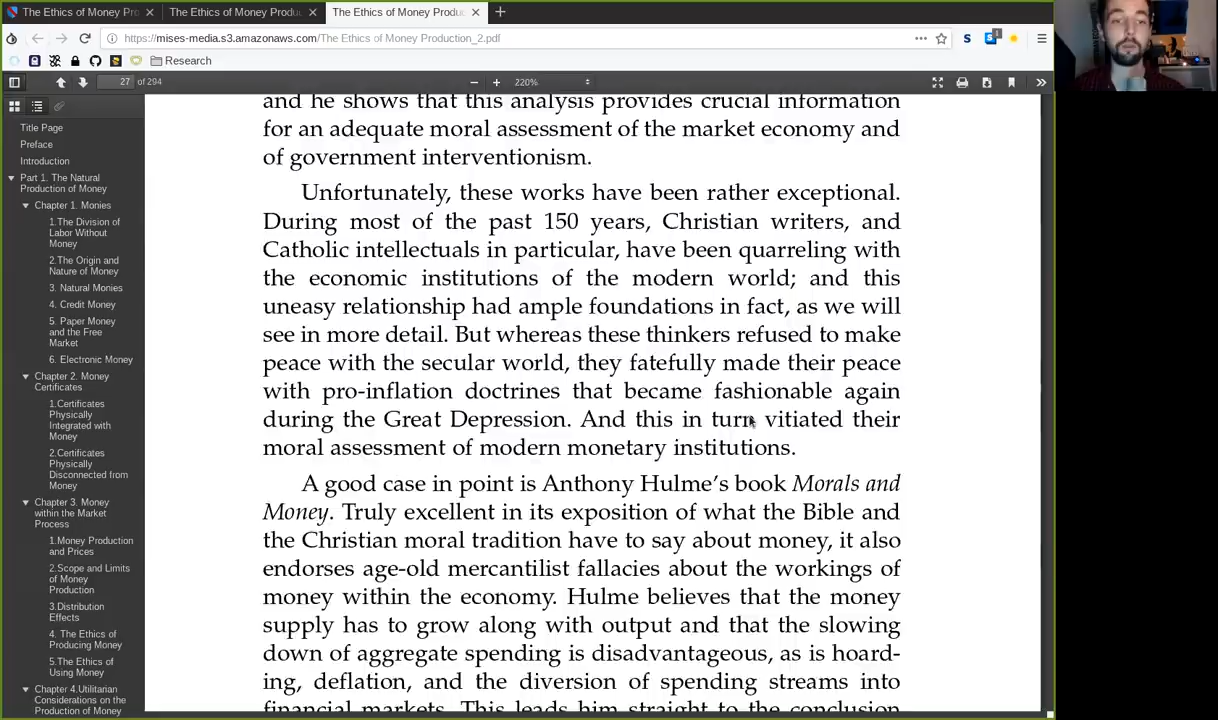 The Ethics of Money Pro
The Ethics of Money Produ
The Ethics of Money Produ
https://mises-media.s3.amazonaws.com/The Ethics of Money Production_2.pdf
S
1
Research
27 of 294
220%
Title Page
Preface
Introduction
Part 1. The Natural
Production of Money
Chapter 1. Monies
1.The Division of
Labor Without
Money
2.The Origin and
Nature of Money
3. Natural Monies
4. Credit Money
5. Paper Money
and the Free
Market
6. Electronic Money
Chapter 2. Money
Certificates
1.Certificates
Physically
Integrated with
Money
2.Certificates
Physically
Disconnected from
Money
Chapter 3. Money
within the Market
Process
1.Money Production
and Prices
2.Scope and Limits
of Money
Production
3.Distribution
Effects
4. The Ethics of
Producing Money
5.The Ethics of
Using Money
Chapter 4.Utilitarian
Considerations on the
Production of Money
and he shows that this analysis provides crucial information
for an adequate moral assessment of the market economy and
of government interventionism.
Unfortunately, these works have been rather exceptional.
During most of the past 150 years, Christian writers, and
Catholic intellectuals in particular, have been quarreling with
the economic institutions of the modern world; and this
uneasy relationship had ample foundations in fact, as we will
see in more detail. But whereas these thinkers refused to make
peace with the secular world, they fatefully made their peace
with pro-inflation doctrines that became fashionable again
during the Great Depression. And this in turn vitiated their
moral assessment of modern monetary institutions.
A good case in point is Anthony Hulme's book Morals and
Money. Truly excellent in its exposition of what the Bible and
the Christian moral tradition have to say about money, it also
endorses age-old mercantilist fallacies about the workings of
money within the economy. Hulme believes that the money
supply has to grow along with output and that the slowing
down of aggregate spending is disadvantageous, as is hoard-
ing, deflation, and the diversion of spending streams into
financial markets. This leads him straight to the conclusion